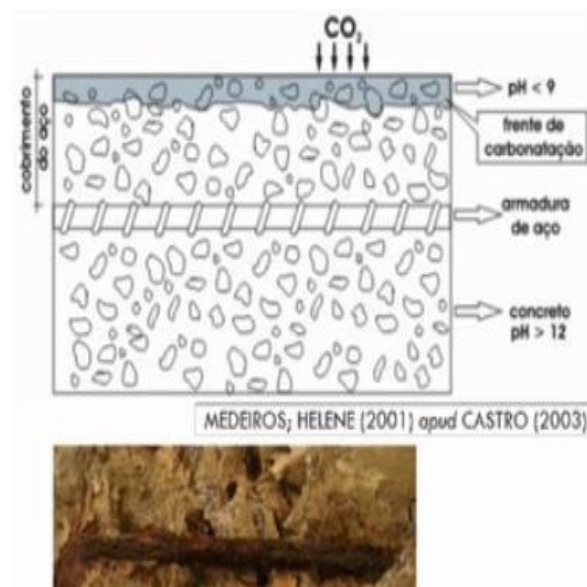 CO2
cobrimento
do aço
pH < 9
frente de
carbonatação
armadura
de aço
concreto
pH > 12
MEDEIROS; HELENE (2001) apud CASTRO (2003)